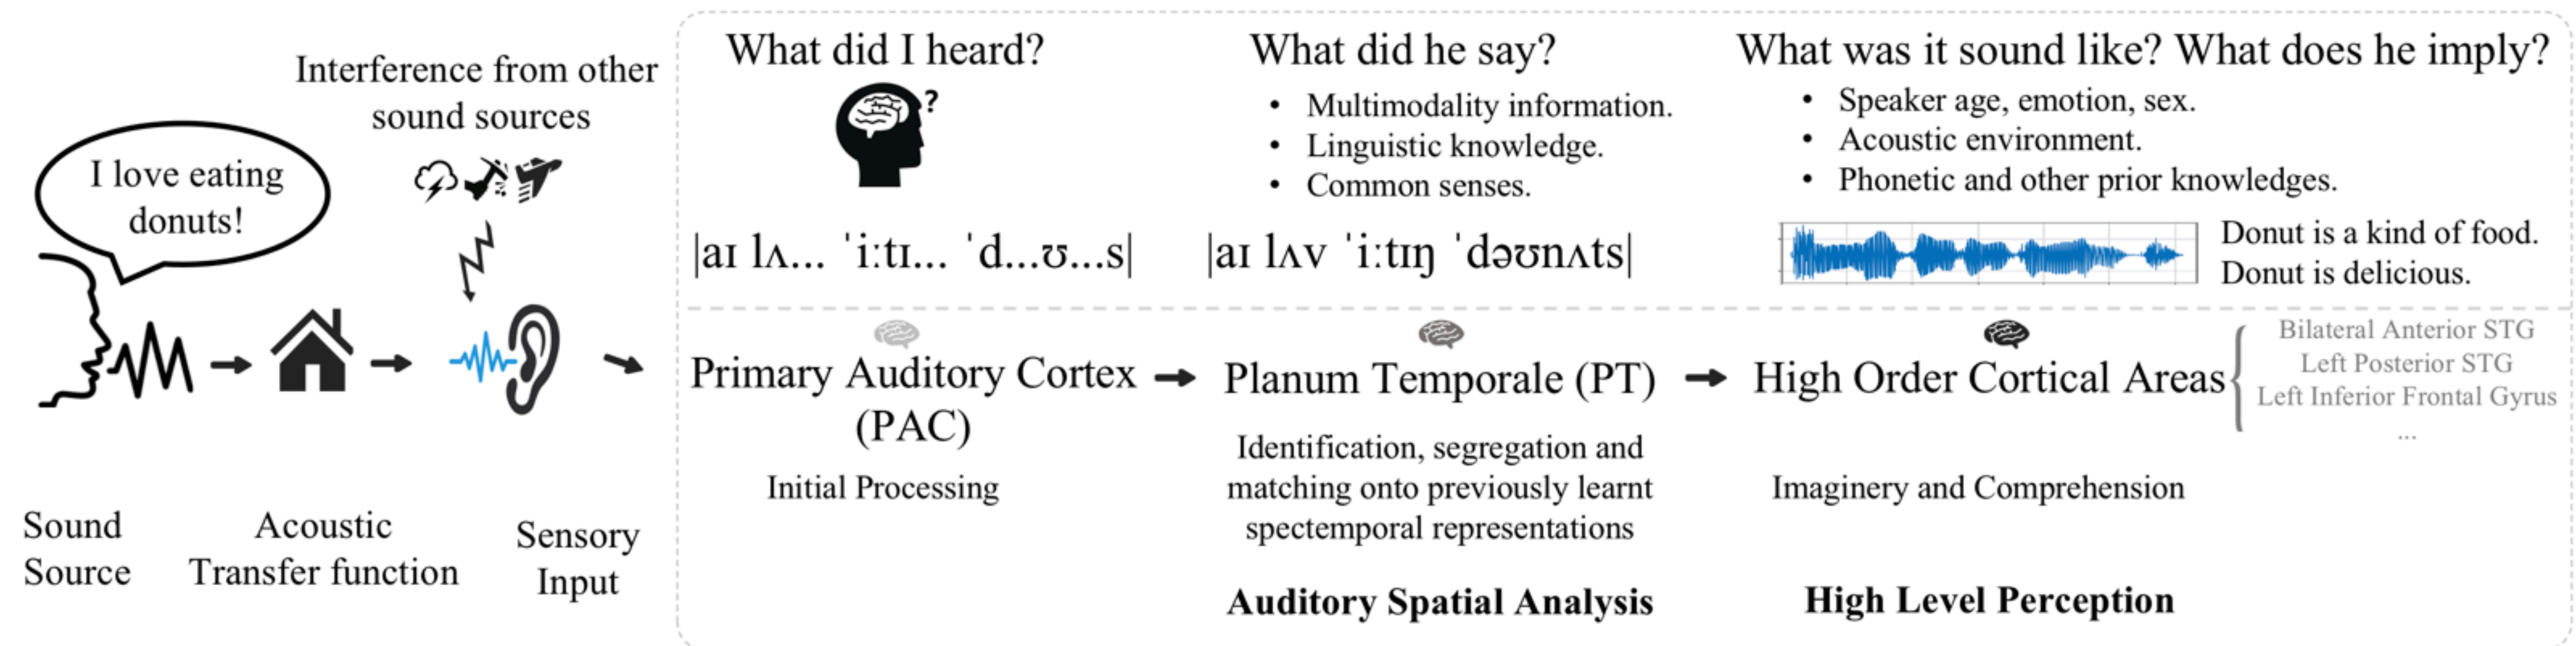 Interference from other
sound sources
I love eating
donuts!
Sound
Source
Acoustic
Transfer function
Sensory
Input
What did I heard?
?
|aɪ lʌ... ˈiːtɪ... ˈd...ʊ...s|
Primary Auditory Cortex
(PAC)
Initial Processing
What did he say?
• Multimodality information.
• Linguistic knowledge.
• Common senses.
|aɪ lʌv ˈiːtɪŋ ˈdəʊnʌts|
Planum Temporale (PT)
Identification, segregation and
matching onto previously learnt
spectemporal representations
Auditory Spatial Analysis
What was it sound like? What does he imply?
• Speaker age, emotion, sex.
• Acoustic environment.
• Phonetic and other prior knowledges.
Donut is a kind of food.
Donut is delicious.
High Order Cortical Areas
Bilateral Anterior STG
Left Posterior STG
Left Inferior Frontal Gyrus
...
Imaginery and Comprehension
High Level Perception